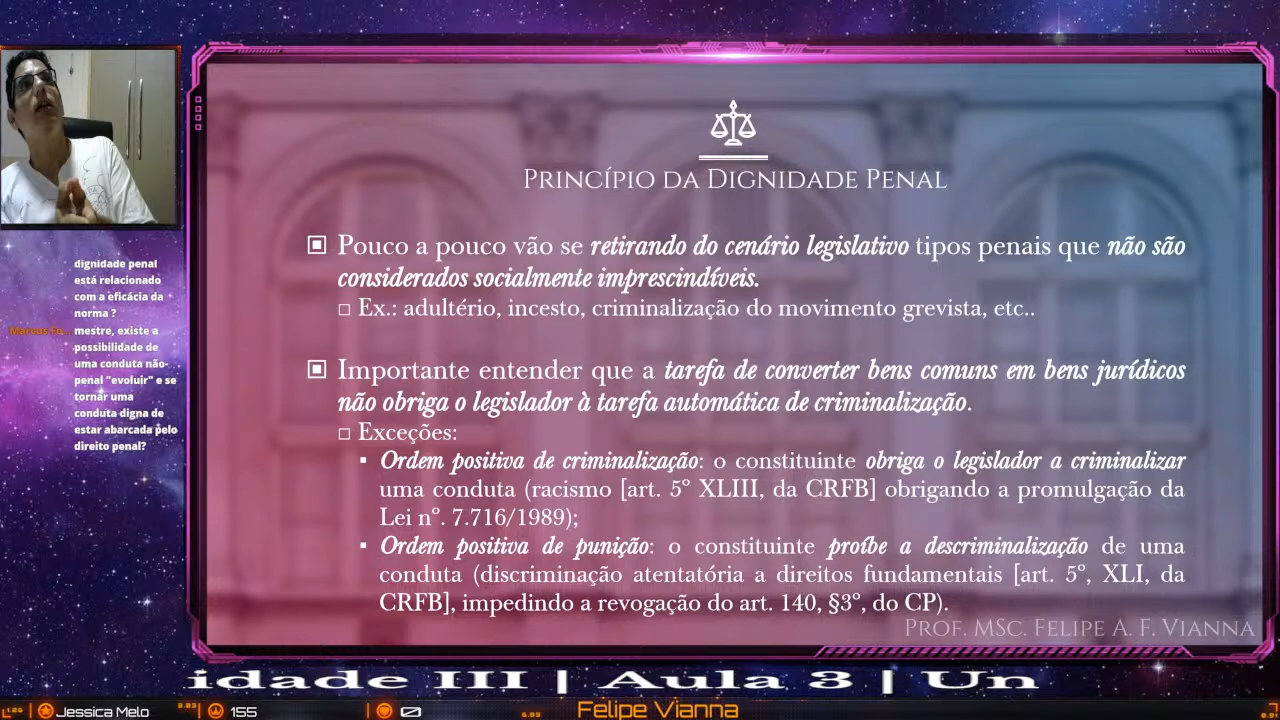 PRINCÍPIO DA DIGNIDADE PENAL
▣ Pouco a pouco vão se retirando do cenário legislativo tipos penais que não são
considerados socialmente imprescindíveis.
□ Ex.: adultério, incesto, criminalização do movimento grevista, etc..
▣ Importante entender que a tarefa de converter bens comuns em bens jurídicos
não obriga o legislador à tarefa automática de criminalização.
□ Exceções:
▪ Ordem positiva de criminalização: o constituinte obriga o legislador a criminalizar
uma conduta (racismo [art. 5º XLIII, da CRFB] obrigando a promulgação da
Lei nº. 7.716/1989);
▪ Ordem positiva de punição: o constituinte proíbe a descriminalização de uma
conduta (discriminação atentatória a direitos fundamentais [art. 5º, XLI, da
CRFB], impedindo a revogação do art. 140, §3º, do CP).
PROF. MSC. FELIPE A. F. VIANNA
dignidade penal
está relacionado
com a eficácia da
norma ?
Marcus Fe... mestre, existe a
possibilidade de
uma conduta não-
penal "evoluir" e se
tornar uma
conduta digna de
estar abarcada pelo
direito penal?
idade III | Aula 3 | Un
Jessica Melo
155
0
Felipe Vianna